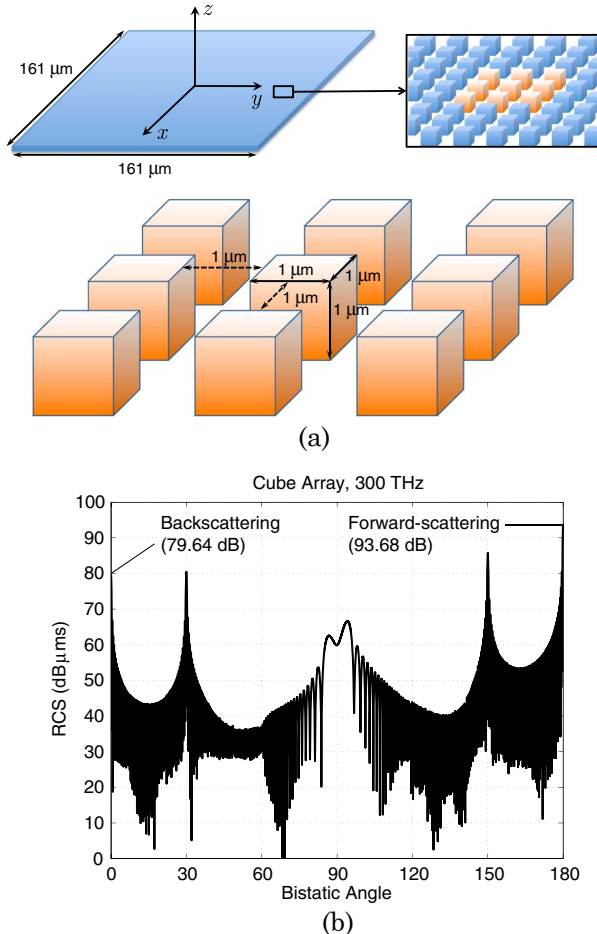 z
161 μm
y
x
161 μm
1 μm
1 μm
1 μm
1 μm
1 μm
(a)
Cube Array, 300 THz
100
90
80
70
60
50
40
30
20
10
0
RCS (dBμms)
Backscattering
(79.64 dB)
Forward-scattering
(93.68 dB)
0 30 60 90 120 150 180
Bistatic Angle
(b)